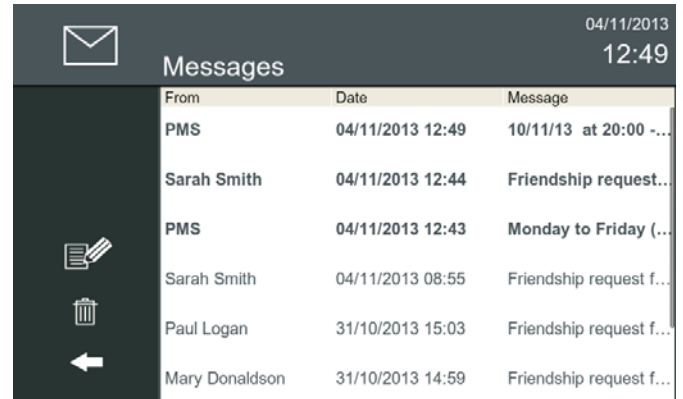 04/11/2013
12:49
Messages
From Date Message
PMS 04/11/2013 12:49 10/11/13 at 20:00 -...
Sarah Smith 04/11/2013 12:44 Friendship request...
PMS 04/11/2013 12:43 Monday to Friday (...
Sarah Smith 04/11/2013 08:55 Friendship request f...
Paul Logan 31/10/2013 15:03 Friendship request f...
Mary Donaldson 31/10/2013 14:59 Friendship request f...